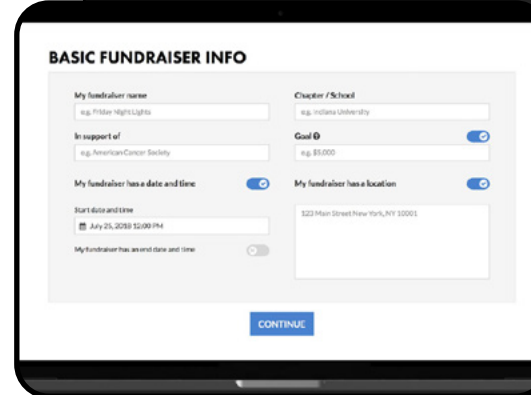 BASIC FUNDRAISER INFO
My fundraiser name
Chapter / School
e.g. Friday Night Lights
e.g. Indiana University
In support of
Goal
e.g. American Cancer Society
e.g. $5,000
My fundraiser has a date and time
My fundraiser has a location
Start date and time
123 Main Street New York, NY 10001
July 25, 2018 12:00 PM
My fundraiser has an end date and time
CONTINUE